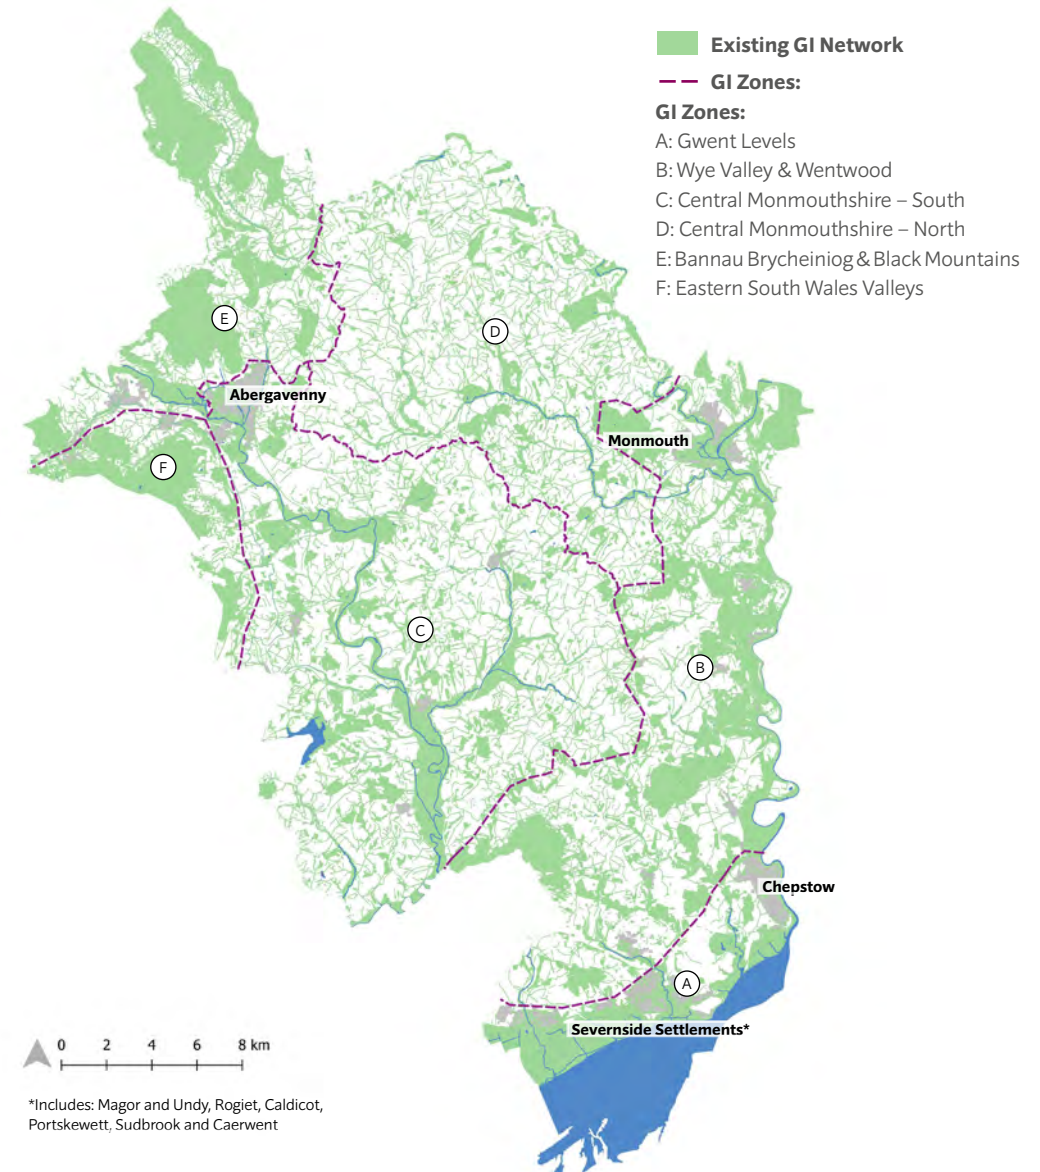 Existing GI Network
GI Zones:
GI Zones:
A: Gwent Levels
B: Wye Valley & Wentwood
C: Central Monmouthshire – South
D: Central Monmouthshire – North
E: Bannau Brycheiniog & Black Mountains
F: Eastern South Wales Valleys
E
D
Abergavenny
Monmouth
F
C
B
Chepstow
A
Severnside Settlements*
0 2 4 6 8 km
*Includes: Magor and Undy, Rogiet, Caldicot,
Portskewett, Sudbrook and Caerwent